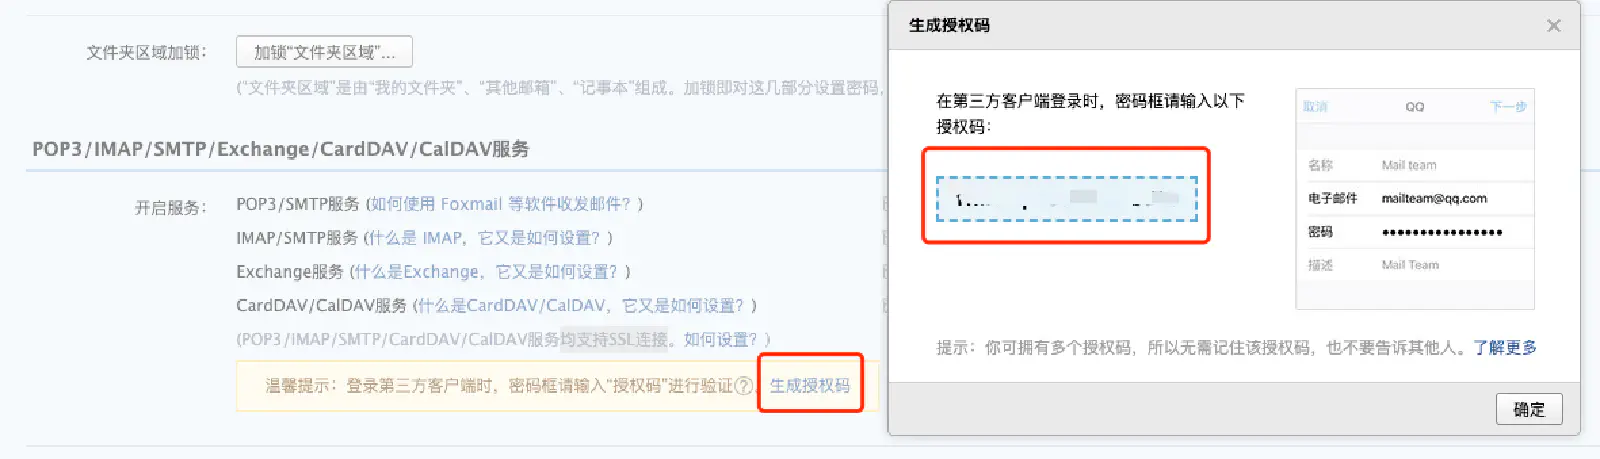 文件夹区域加锁：
加锁“文件夹区域”...
(“文件夹区域”是由“我的文件夹”、“其他邮箱”、“记事本”组成。加锁即对这几部分设置密码，
POP3/IMAP/SMTP/Exchange/CardDAV/CalDAV服务
开启服务：
POP3/SMTP服务 (如何使用 Foxmail 等软件收发邮件？)
IMAP/SMTP服务 (什么是 IMAP，它又是如何设置？)
Exchange服务 (什么是Exchange，它又是如何设置？)
CardDAV/CalDAV服务 (什么是CardDAV/CalDAV，它又是如何设置？)
(POP3/IMAP/SMTP/CardDAV/CalDAV服务均支持SSL连接。如何设置？)
温馨提示：登录第三方客户端时，密码框请输入“授权码”进行验证？ 生成授权码
生成授权码
在第三方客户端登录时，密码框请输入以下
授权码：
取消 QQ 下一步
名称 Mail team
电子邮件 mailteam@qq.com
密码 ••••••••••••••••
描述 Mail Team
提示：你可拥有多个授权码，所以无需记住该授权码，也不要告诉其他人。了解更多
确定